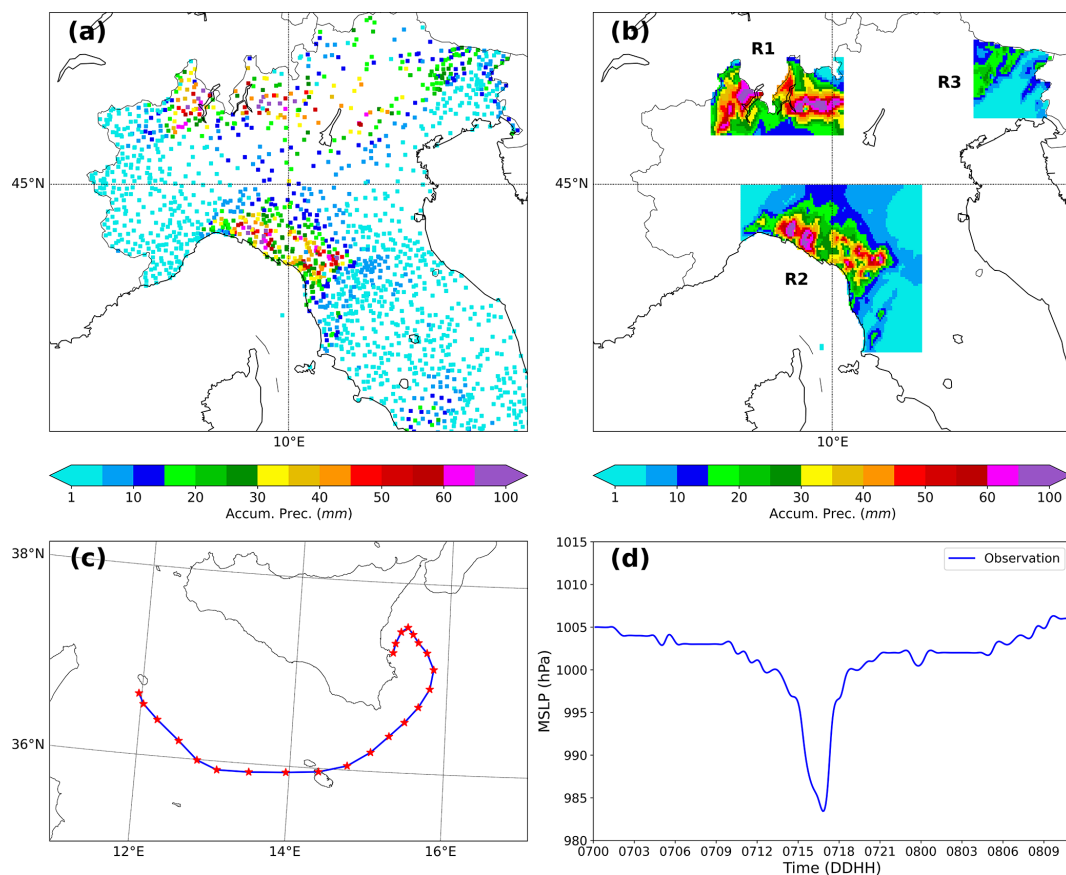 (a)
45°N
10°E
1 10 20 30 40 50 60 100
Accum. Prec. (mm)
(b)
R1
R3
R2
10°E
1 10 20 30 40 50 60 100
Accum. Prec. (mm)
(c)
38°N
36°N
12°E 14°E 16°E
(d)
Observation
MSLP (hPa)
1015
1010
1005
1000
995
990
985
980
0700 0703 0706 0709 0712 0715 0718 0721 0800 0803 0806 0809
Time (DDHH)
45°N